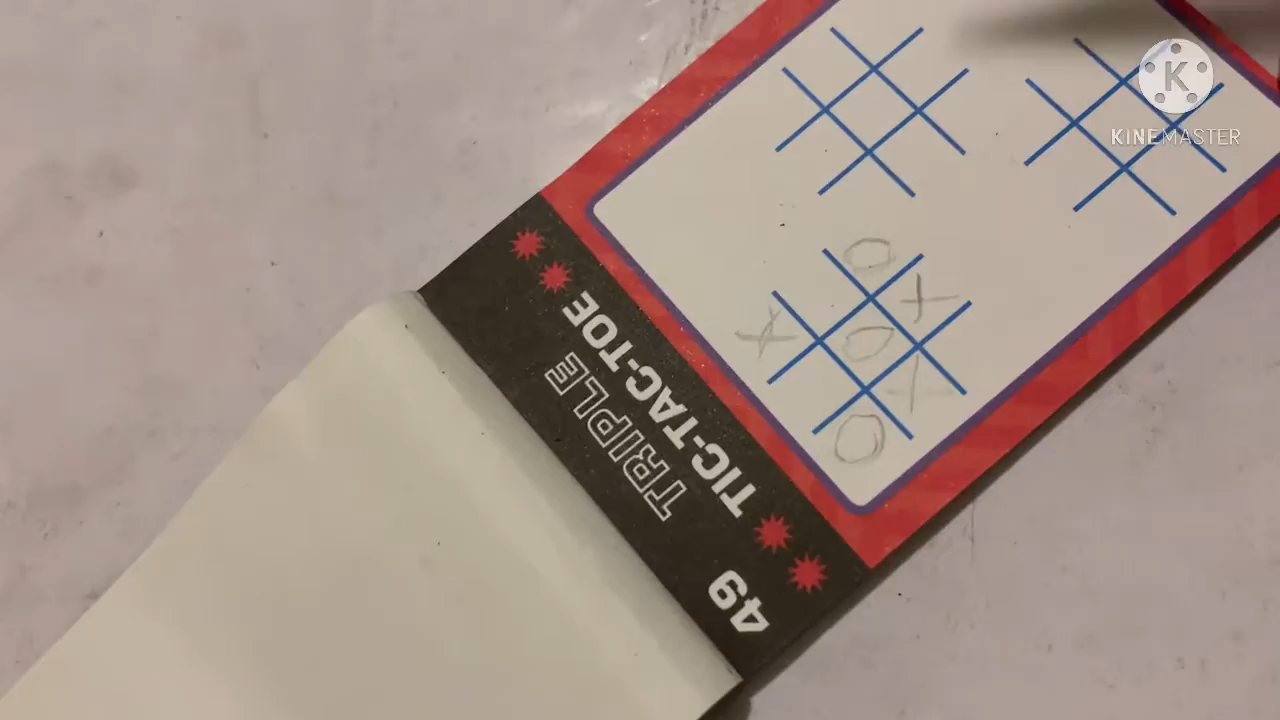 49 TRIPLE
TIC-TAC-TOE
O X
X O
X O
K
KINEMASTER